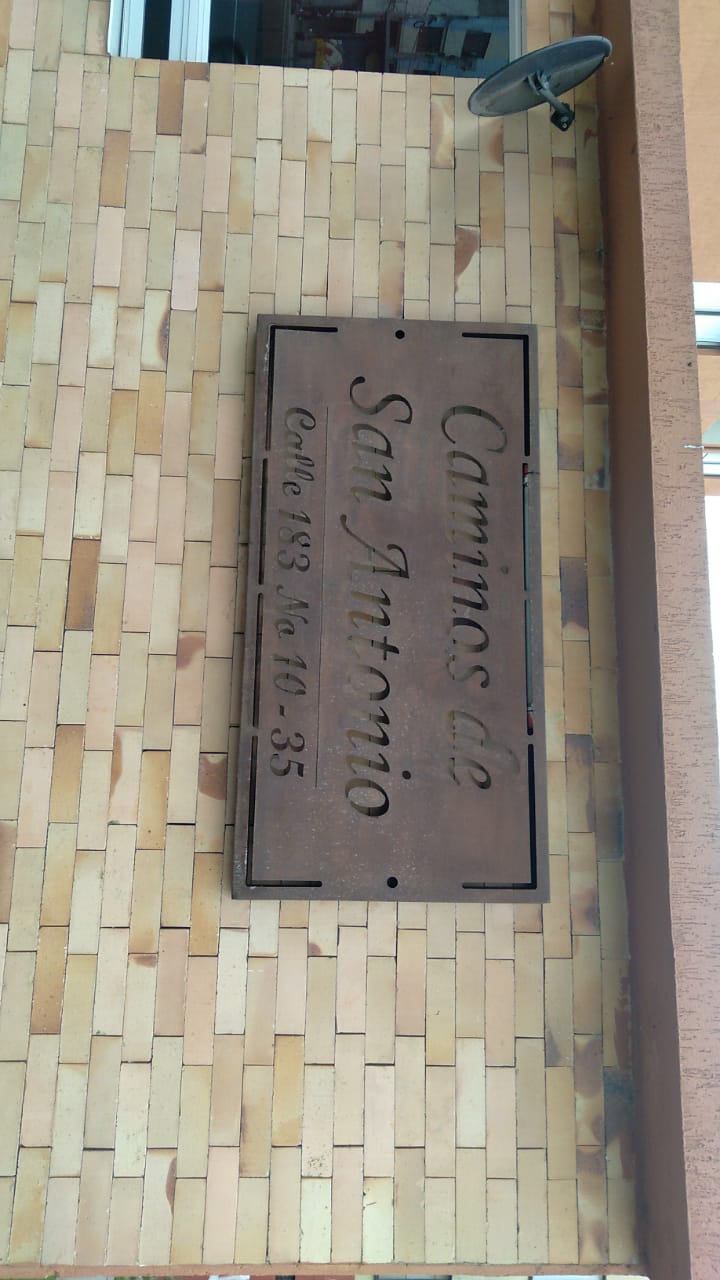 Caminos de
San Antonio
Calle 183 No 10 - 35